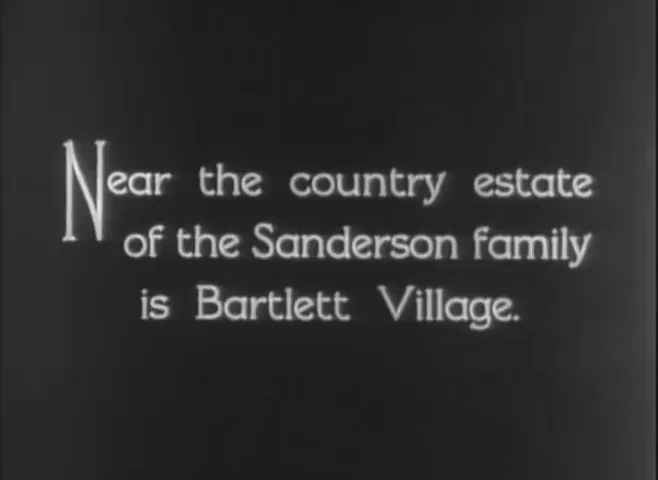 Near the country estate
of the Sanderson family
is Bartlett Village.